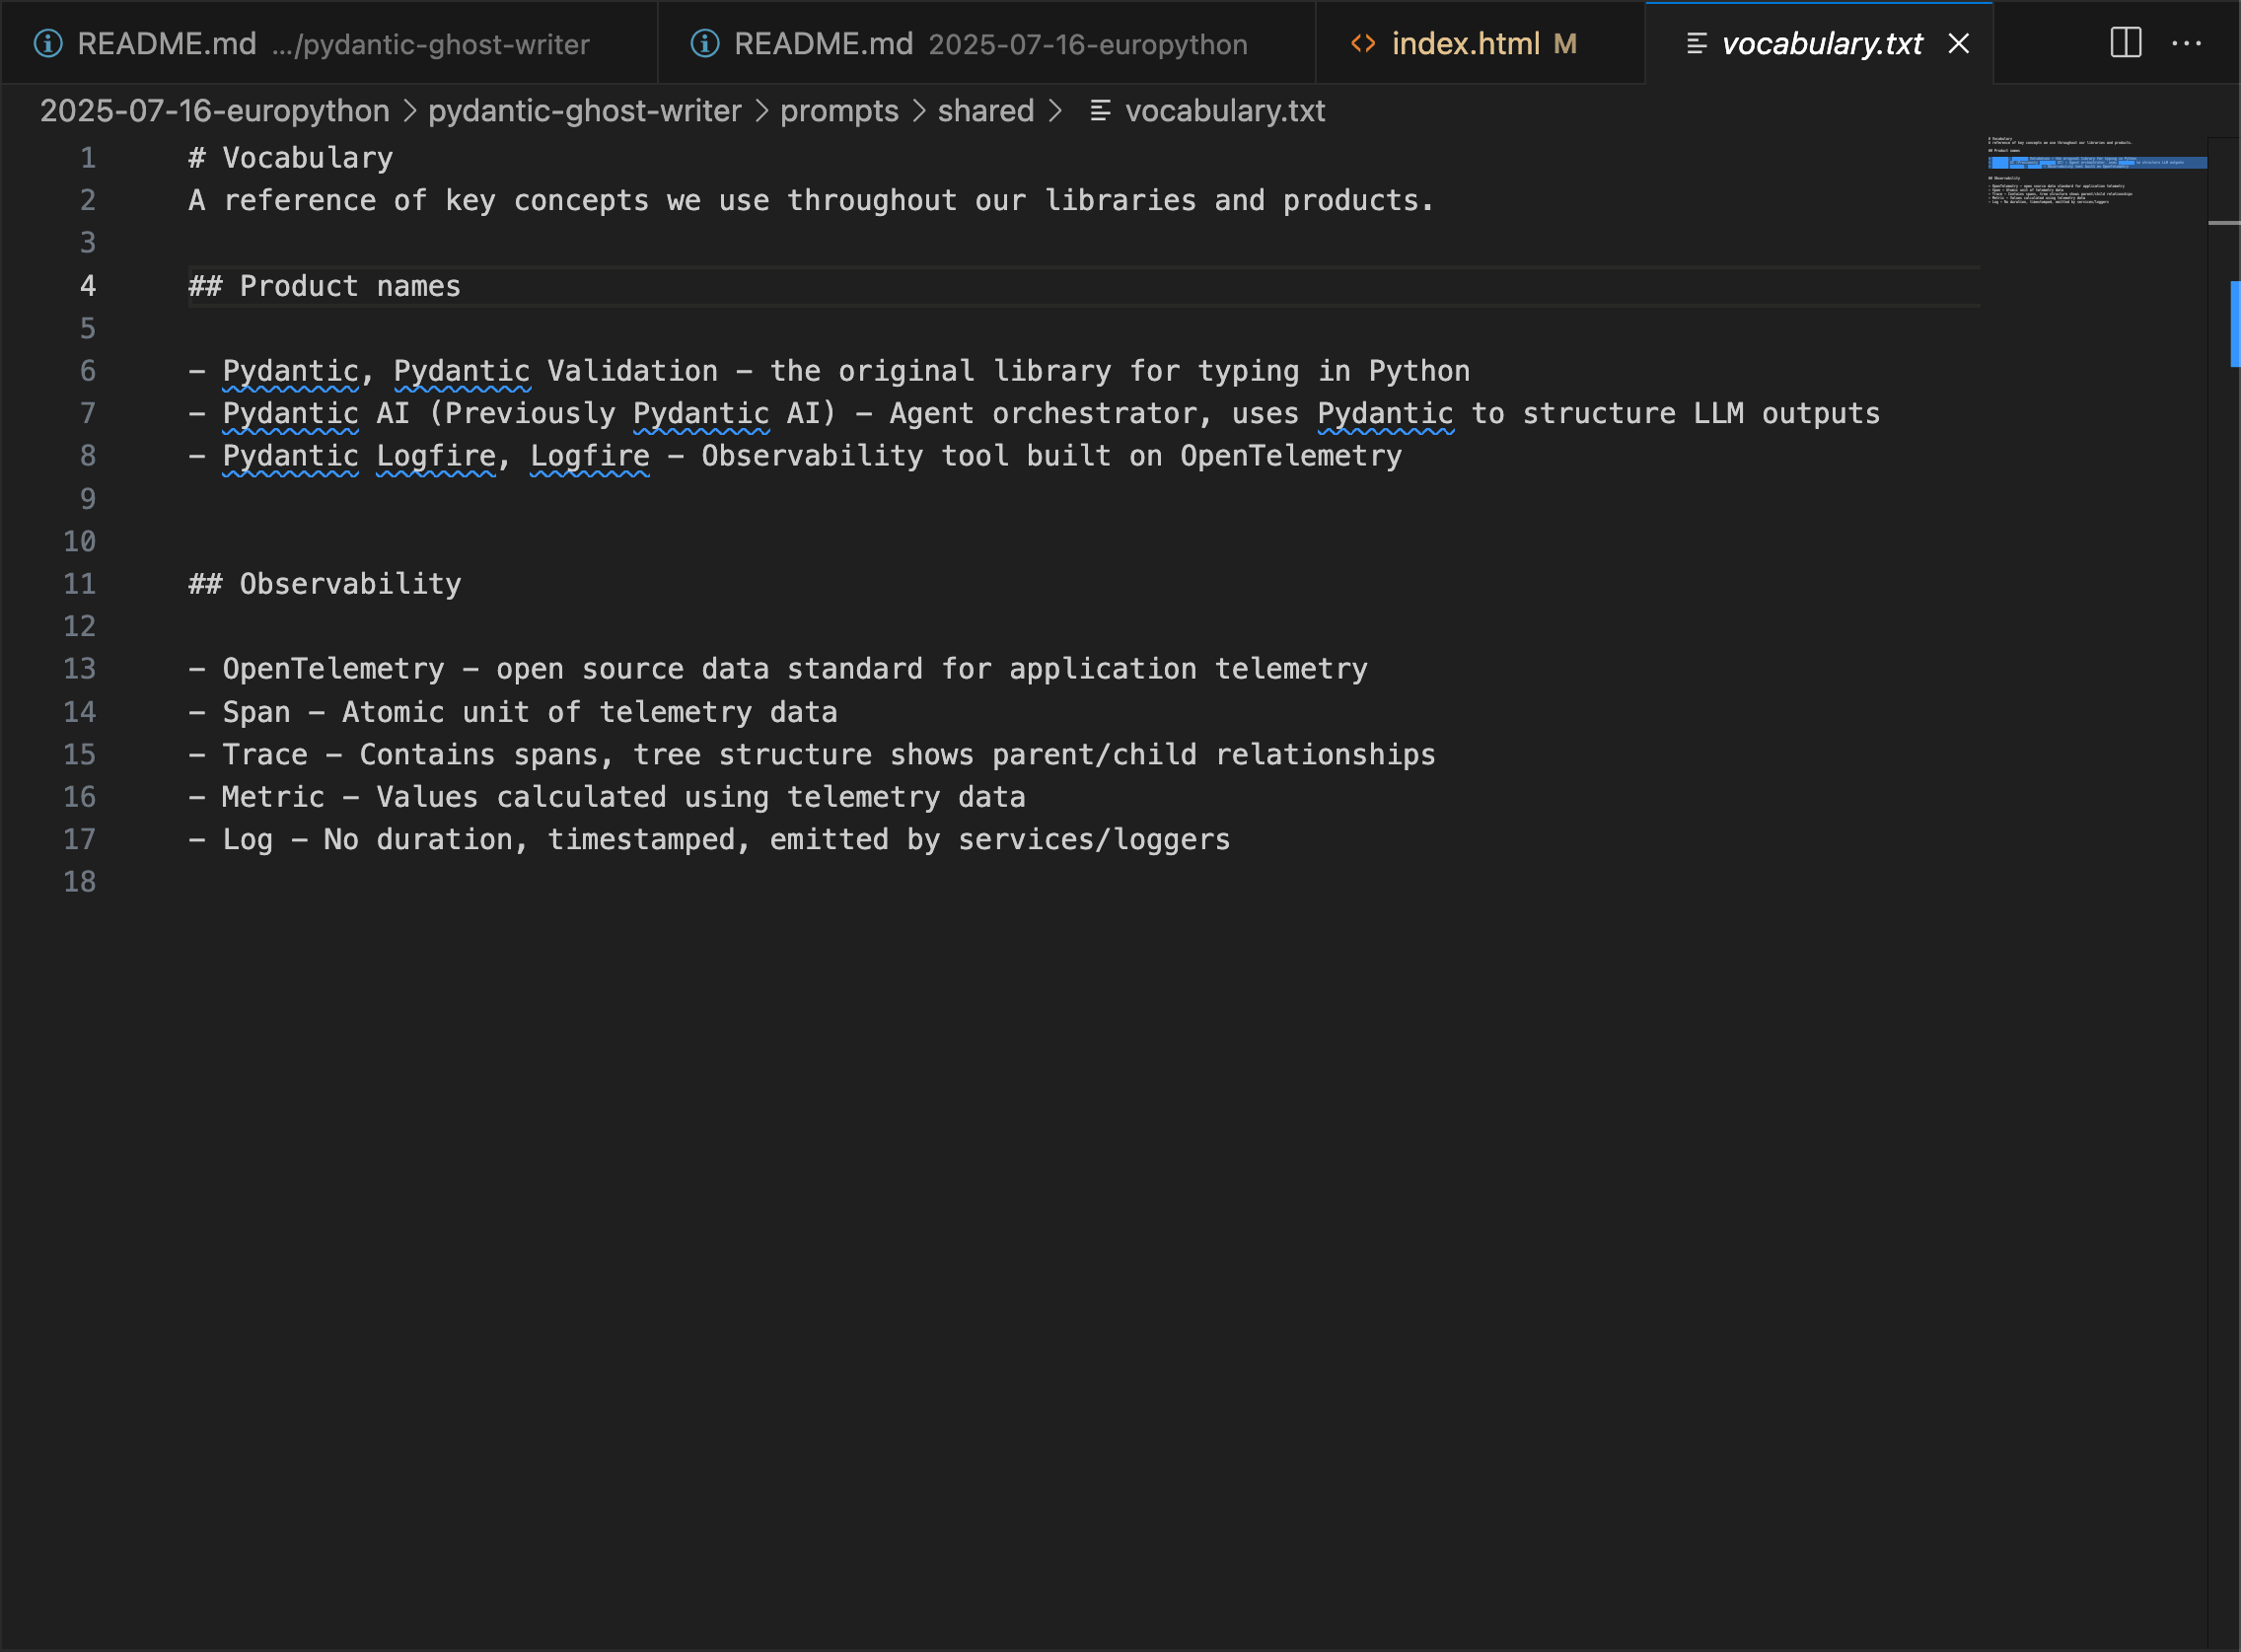 README.md .../pydantic-ghost-writer README.md 2025-07-16-europython index.html M vocabulary.txt
2025-07-16-europython > pydantic-ghost-writer > prompts > shared > vocabulary.txt
1 # Vocabulary
2 A reference of key concepts we use throughout our libraries and products.
3
4 ## Product names
5
6 - Pydantic, Pydantic Validation - the original library for typing in Python
7 - Pydantic AI (Previously Pydantic AI) - Agent orchestrator, uses Pydantic to structure LLM outputs
8 - Pydantic Logfire, Logfire - Observability tool built on OpenTelemetry
9
10
11 ## Observability
12
13 - OpenTelemetry - open source data standard for application telemetry
14 - Span - Atomic unit of telemetry data
15 - Trace - Contains spans, tree structure shows parent/child relationships
16 - Metric - Values calculated using telemetry data
17 - Log - No duration, timestamped, emitted by services/loggers
18